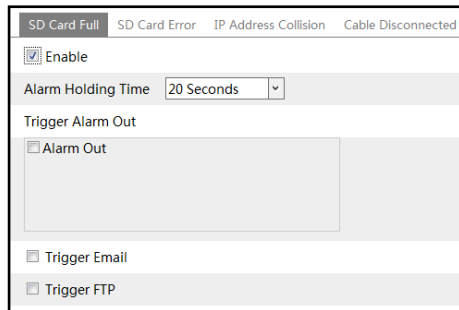 SD Card Full SD Card Error IP Address Collision Cable Disconnected
Enable
Alarm Holding Time 20 Seconds
Trigger Alarm Out
Alarm Out
Trigger Email
Trigger FTP